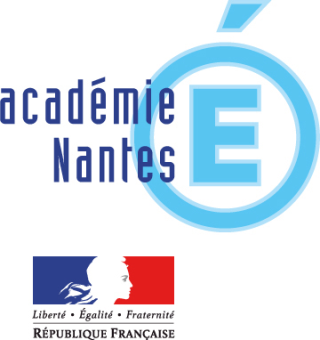 académie
Nantes
É
Liberté • Égalité • Fraternité
RÉPUBLIQUE FRANÇAISE